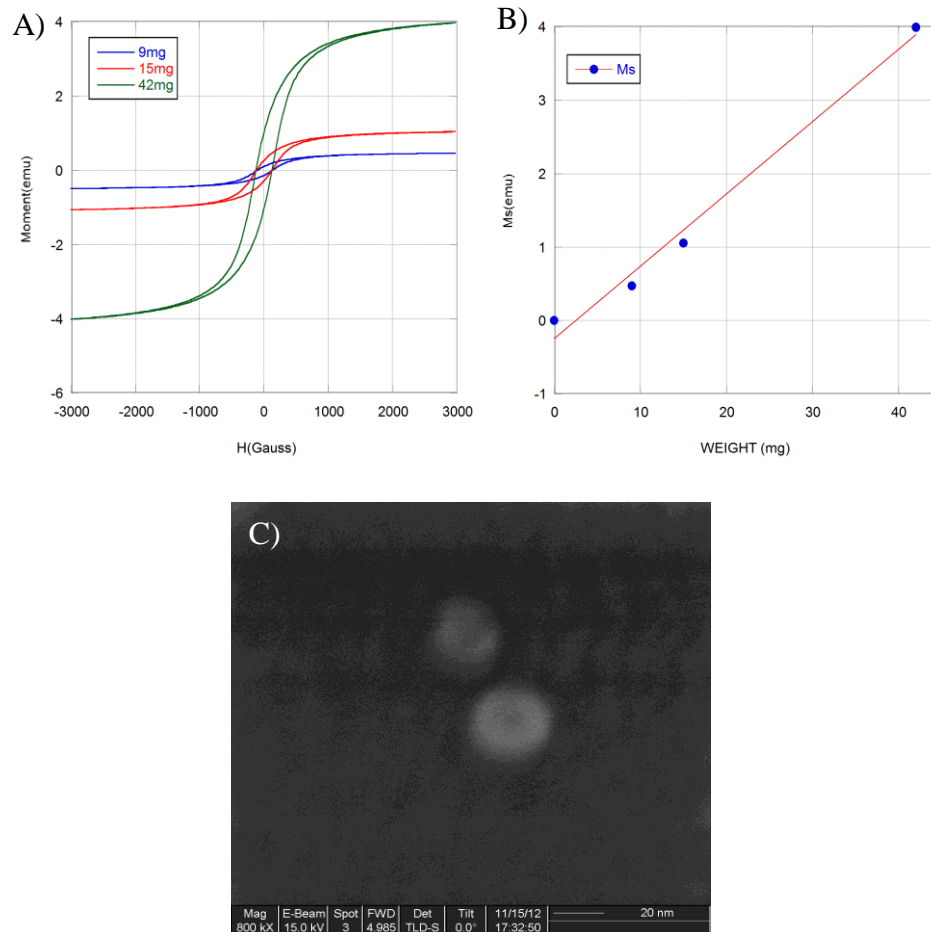 A)
9mg
15mg
42mg
4
2
0
-2
-4
-6
-3000 -2000 -1000 0 1000 2000 3000
Moment(emu)
H(Gauss)
B)
Ms
4
3
2
1
0
-1
0 10 20 30 40
Ms(emu)
WEIGHT (mg)
C)
Mag E-Beam Spot FWD Det Tilt 11/15/12 20 nm
800 kX 15.0 kV 3 4.985 TLD-S 0.0° 17:32:50